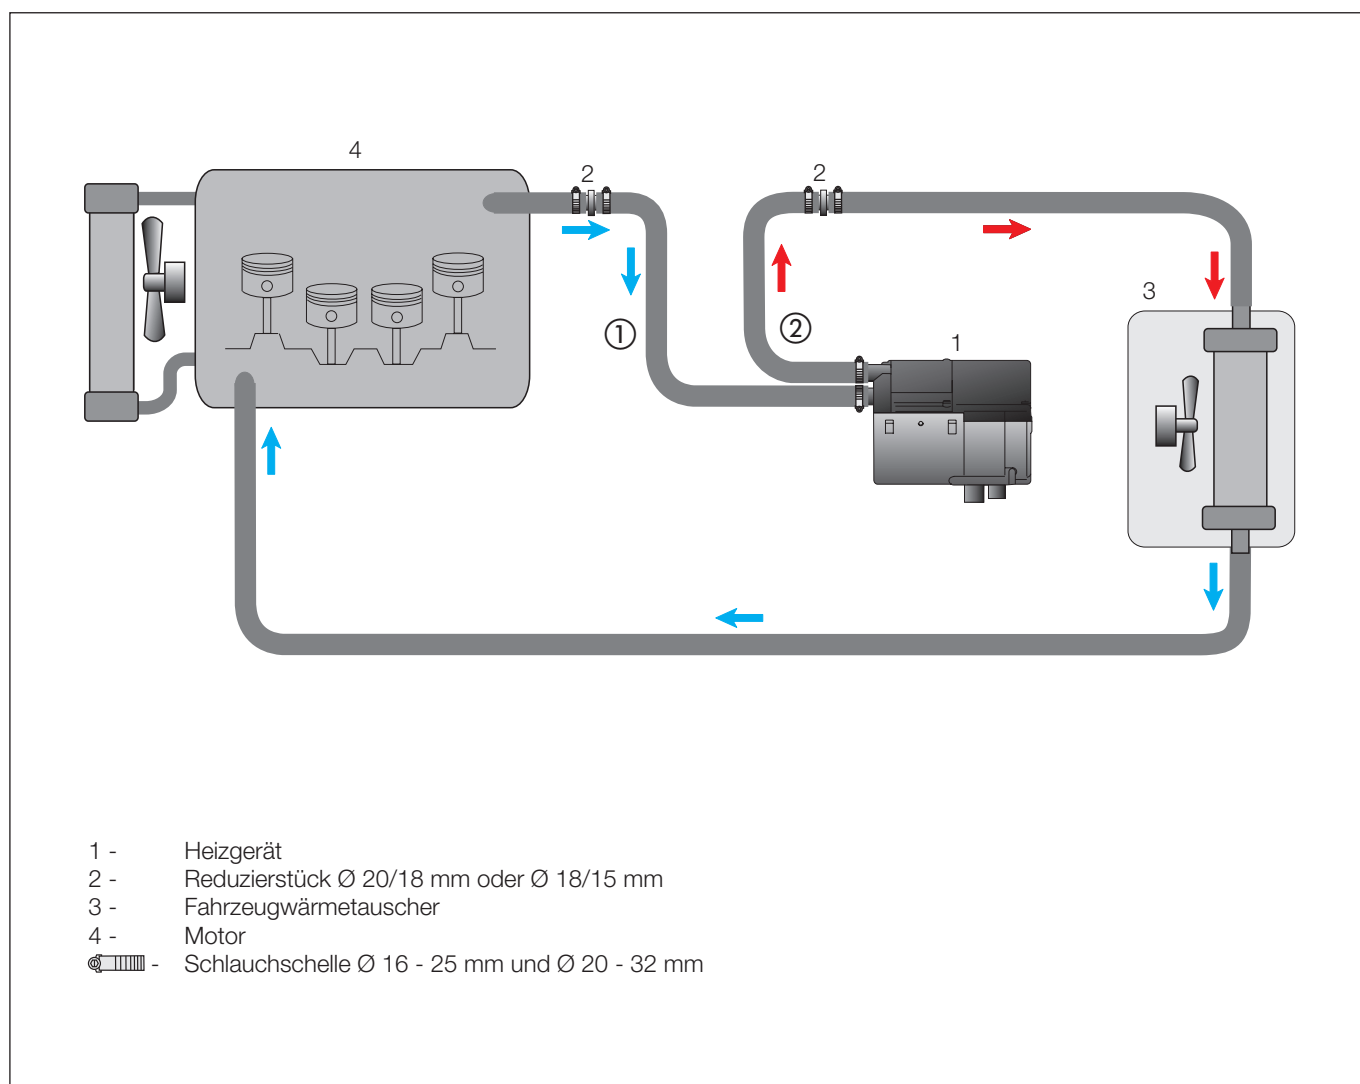 4
2
2
3
①
②
1
1 - Heizgerät
2 - Reduzierstück Ø 20/18 mm oder Ø 18/15 mm
3 - Fahrzeugwärmetauscher
4 - Motor
- Schlauchschelle Ø 16 - 25 mm und Ø 20 - 32 mm